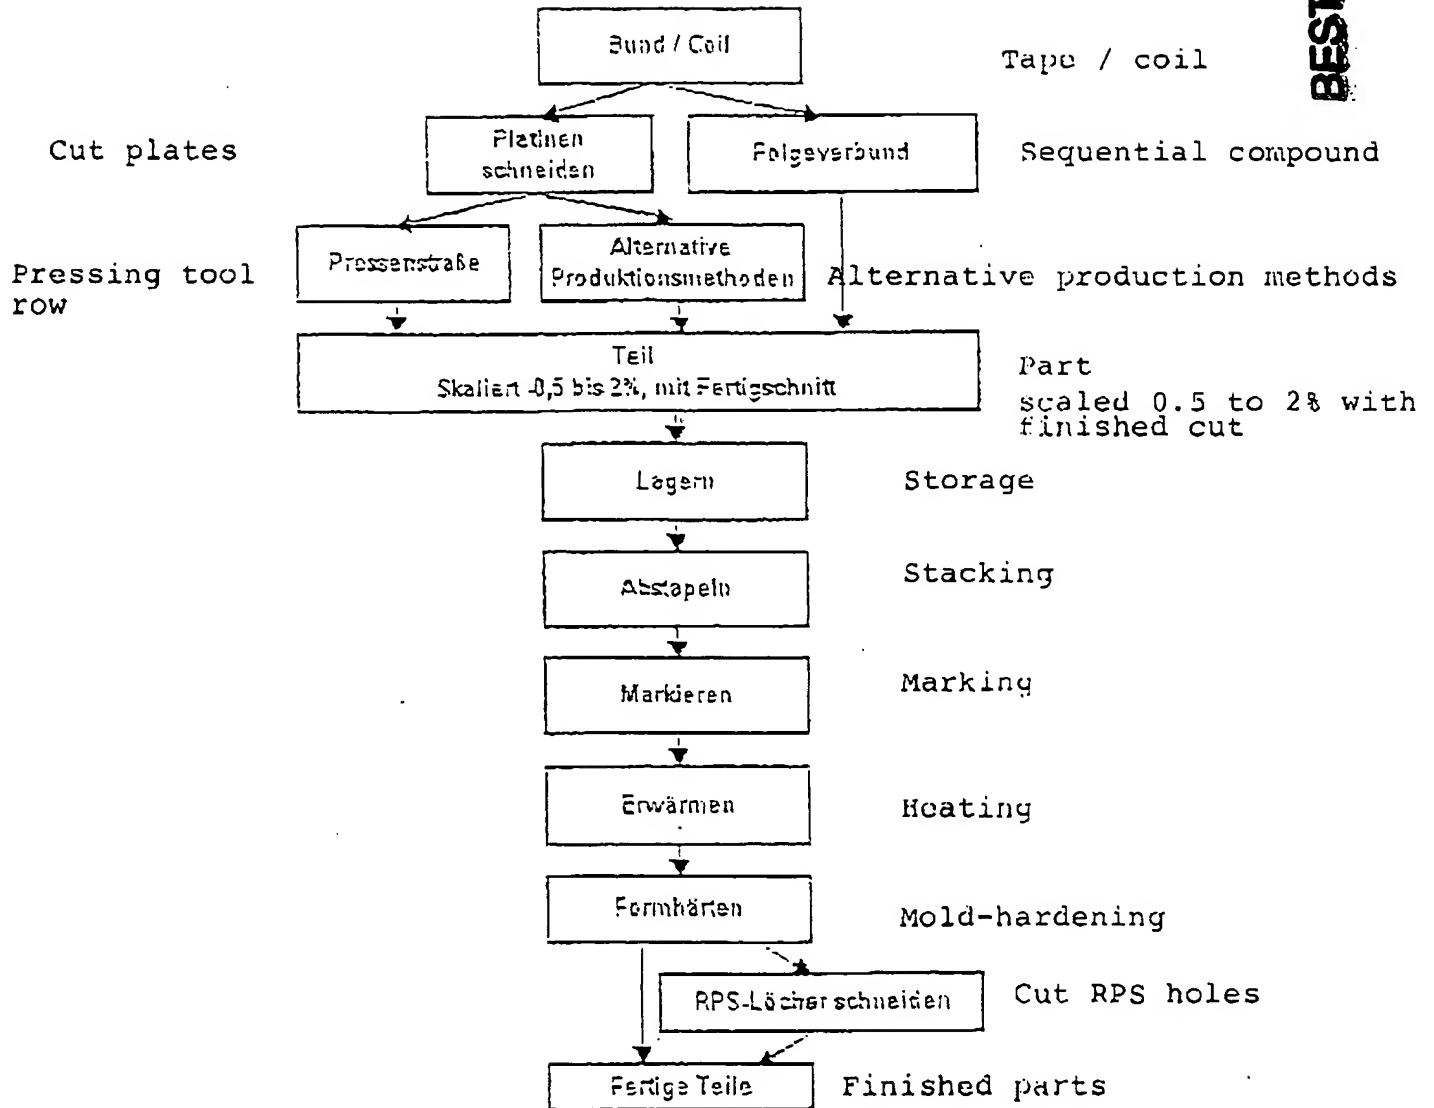 BEST
Bund / Coil
Tape / coil
Cut plates
Platinen
schneiden
Folgeverbund
Sequential compound
Pressing tool
row
Pressenstraße
Alternative
Produktionsmethoden
Alternative production methods
Teil
Skaliert -0,5 bis 2%, mit Fertigschnitt
Part
scaled 0.5 to 2% with
finished cut
Lagern
Storage
Abstapeln
Stacking
Markieren
Marking
Erwärmen
Heating
Formhärten
Mold-hardening
RPS-Löcher schneiden
Cut RPS holes
Fertige Teile
Finished parts